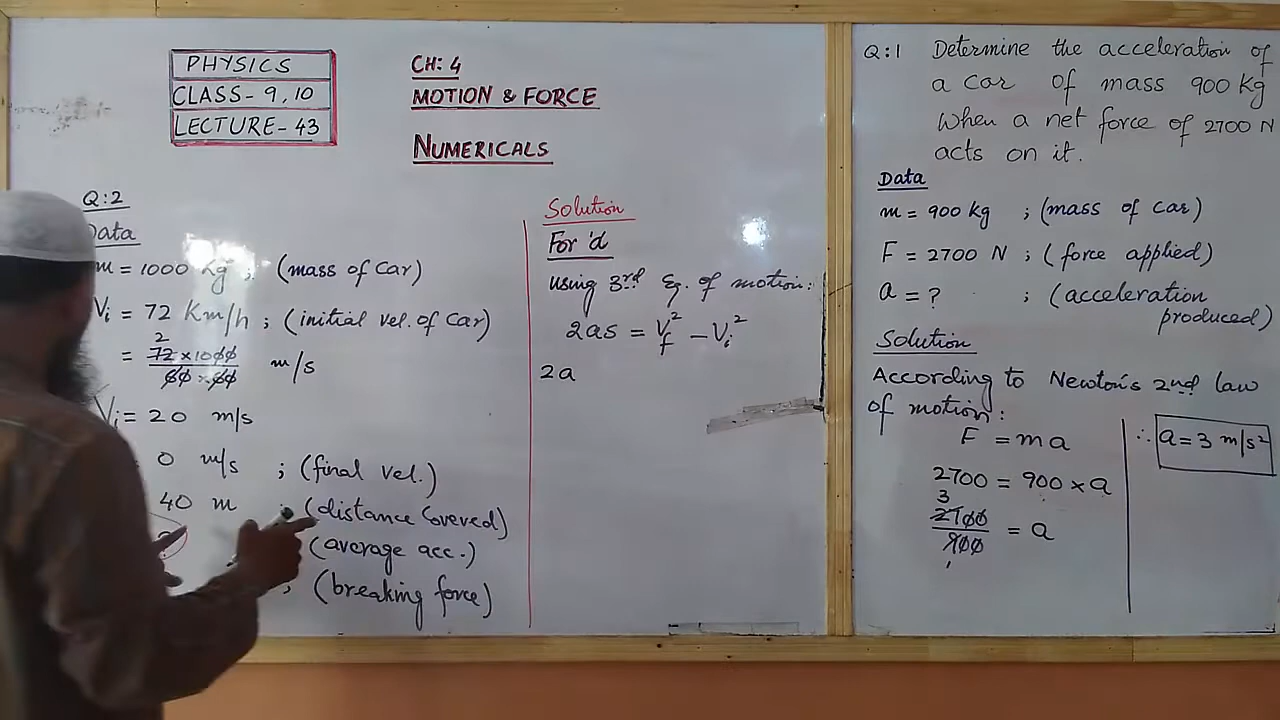 PHYSICS
CLASS - 9, 10
LECTURE - 43
CH: 4
MOTION & FORCE
NUMERICALS
Q:2
Data
m = 1000 Kg ; (mass of Car)
Vi = 72 Km/h ; (initial vel. of Car)
2
= 72 × 1000 / 60 × 60 m/s
Vi = 20 m/s
0 m/s ; (final vel.)
40 m (distance Covered)
(average acc.)
; (breaking force)
Solution
For 'd
using 3rd Eq. of motion:
2as = Vf² − Vi²
2a
Q:1 Determine the acceleration of
a car of mass 900 Kg
When a net force of 2700 N
acts on it.
Data
m = 900 kg ; (mass of car)
F = 2700 N ; (force applied)
a = ? ; (acceleration
produced)
Solution
According to Newton's 2nd law
of motion:
F = ma
2700 = 900 × a
3
2700 / 900 = a
1
∴ a = 3 m/s²